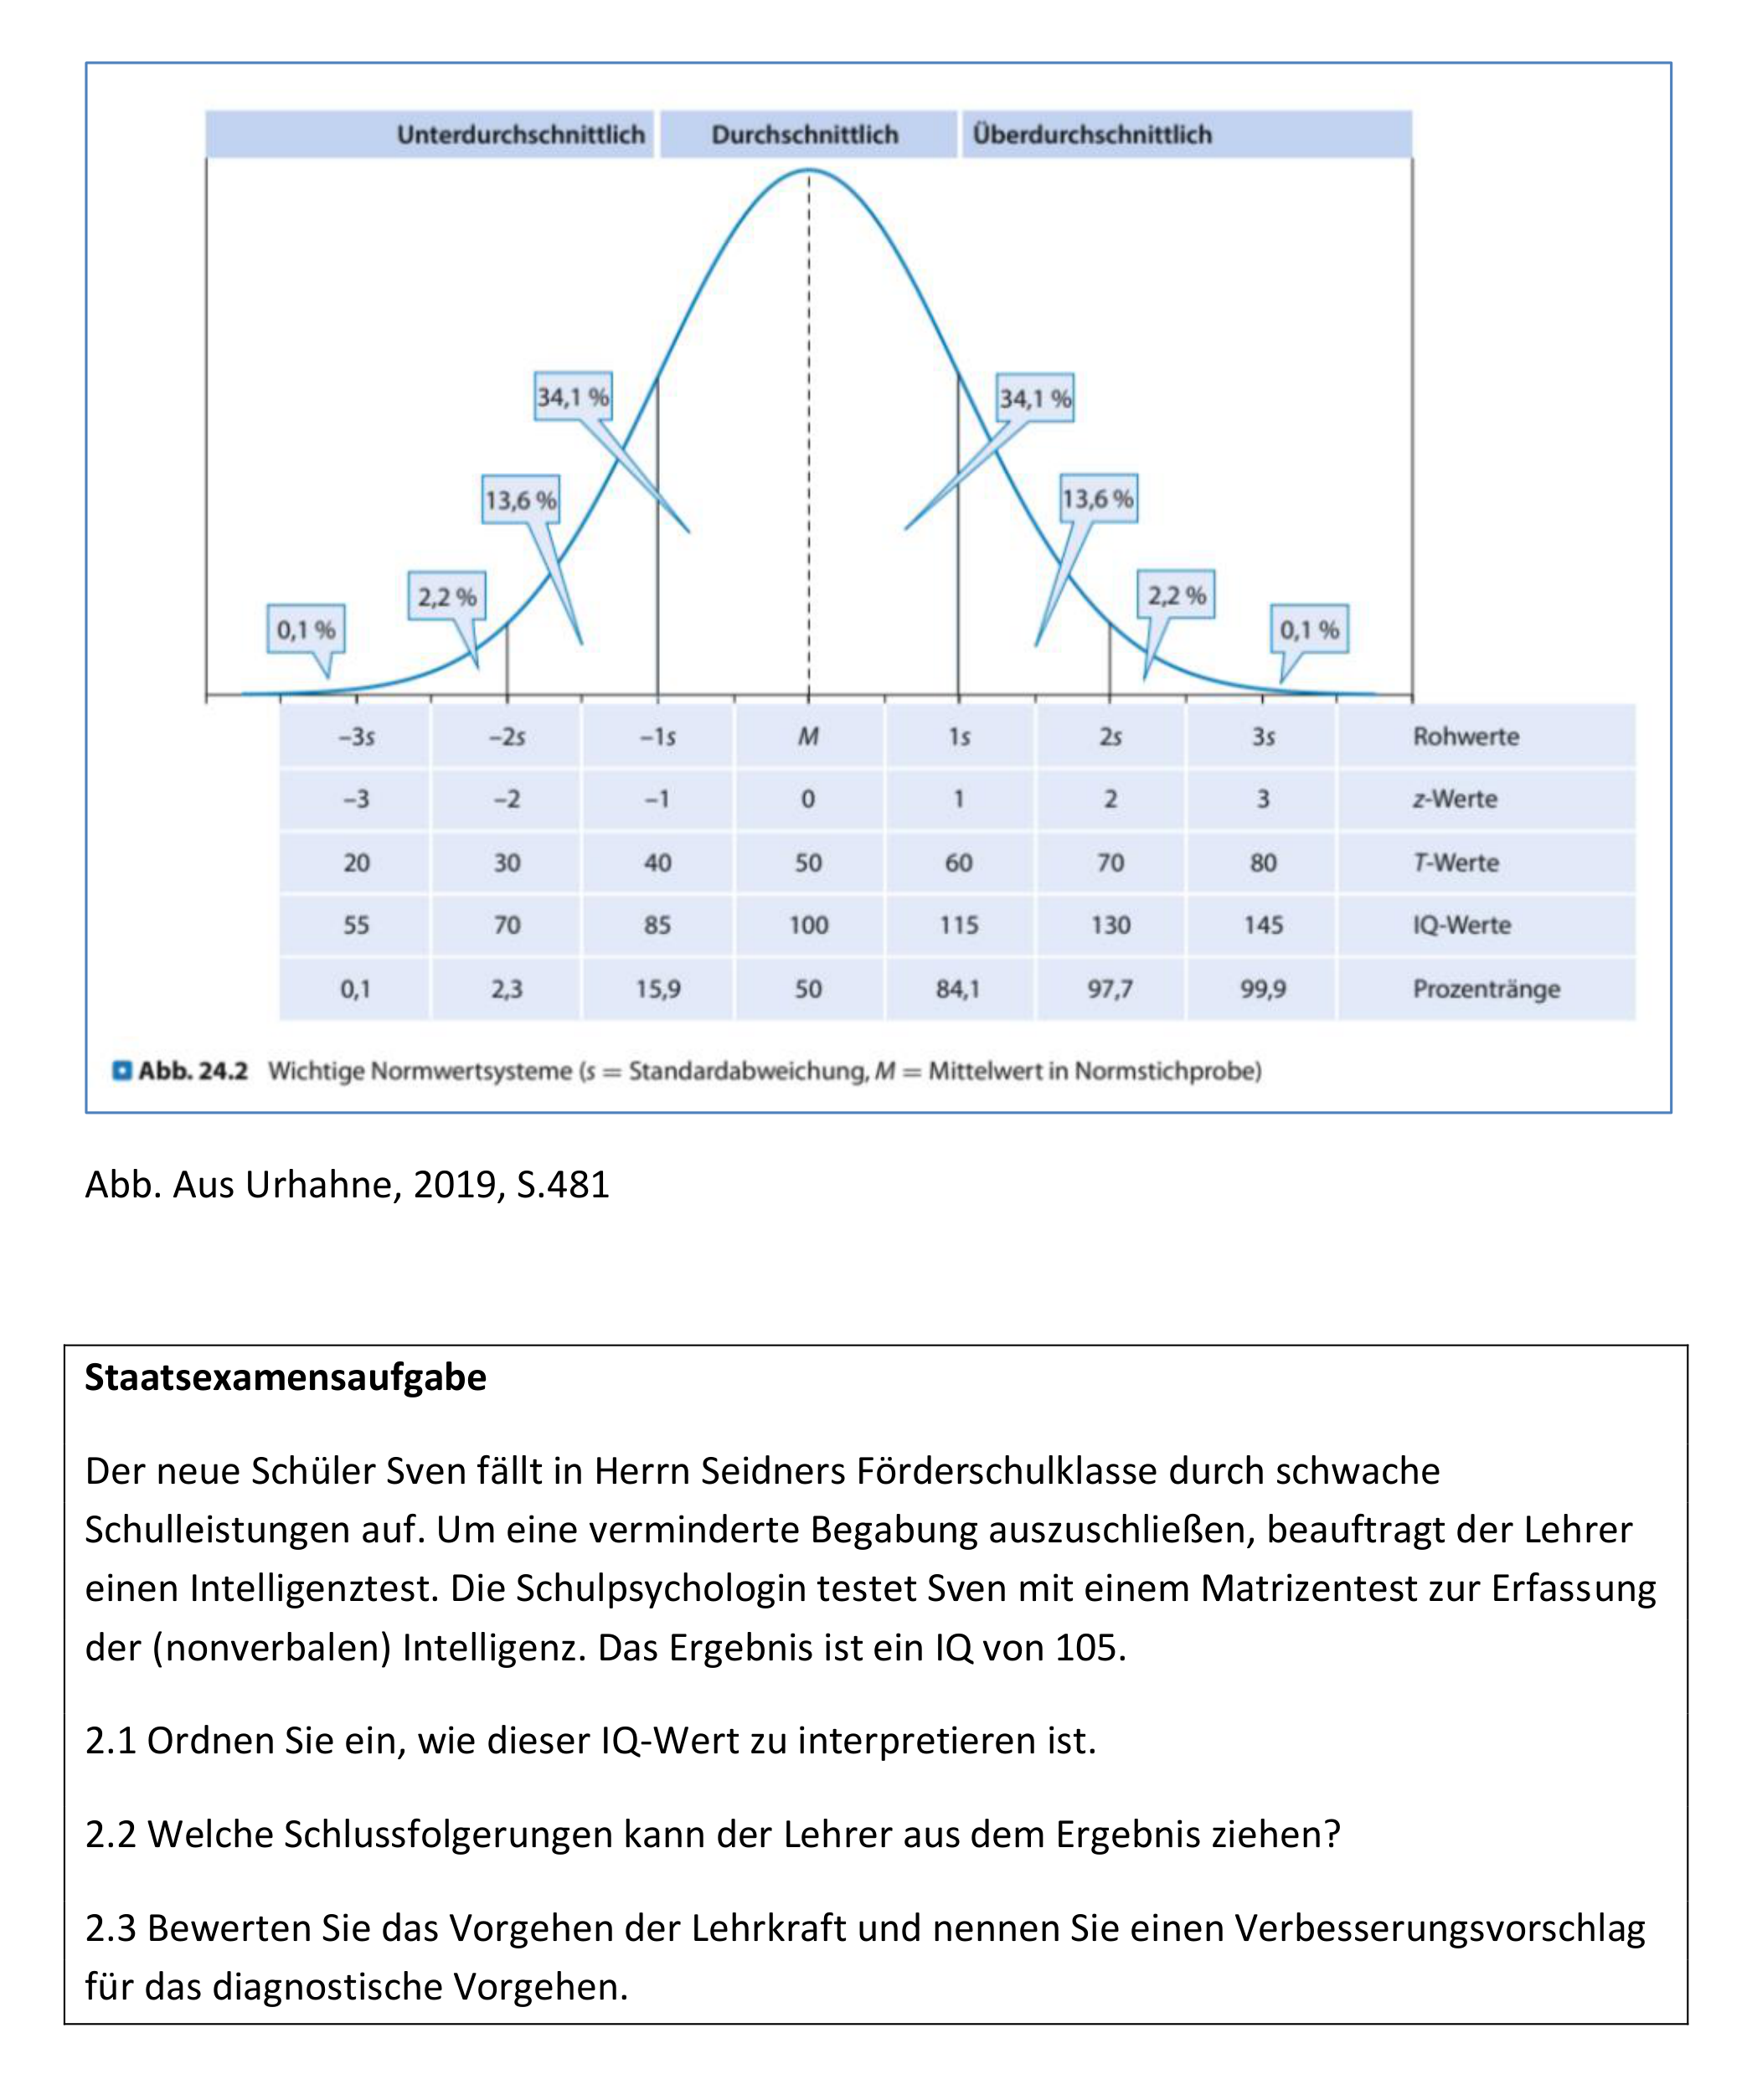 Unterdurchschnittlich Durchschnittlich Überdurchschnittlich
34,1 % 34,1 %
13,6 % 13,6 %
2,2 % 2,2 %
0,1 % 0,1 %
–3s –2s –1s M 1s 2s 3s Rohwerte
–3 –2 –1 0 1 2 3 z-Werte
20 30 40 50 60 70 80 T-Werte
55 70 85 100 115 130 145 IQ-Werte
0,1 2,3 15,9 50 84,1 97,7 99,9 Prozentränge
Abb. 24.2 Wichtige Normwertsysteme (s = Standardabweichung, M = Mittelwert in Normstichprobe)
Abb. Aus Urhahne, 2019, S.481
Staatsexamensaufgabe
Der neue Schüler Sven fällt in Herrn Seidners Förderschulklasse durch schwache
Schulleistungen auf. Um eine verminderte Begabung auszuschließen, beauftragt der Lehrer
einen Intelligenztest. Die Schulpsychologin testet Sven mit einem Matrizentest zur Erfassung
der (nonverbalen) Intelligenz. Das Ergebnis ist ein IQ von 105.
2.1 Ordnen Sie ein, wie dieser IQ-Wert zu interpretieren ist.
2.2 Welche Schlussfolgerungen kann der Lehrer aus dem Ergebnis ziehen?
2.3 Bewerten Sie das Vorgehen der Lehrkraft und nennen Sie einen Verbesserungsvorschlag
für das diagnostische Vorgehen.